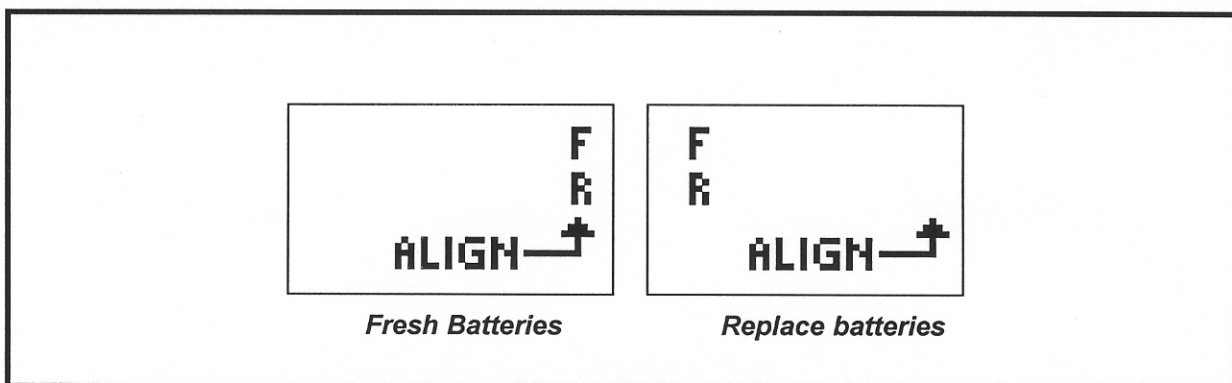 F
R
ALIGN
Fresh Batteries
F
R
ALIGN
Replace batteries